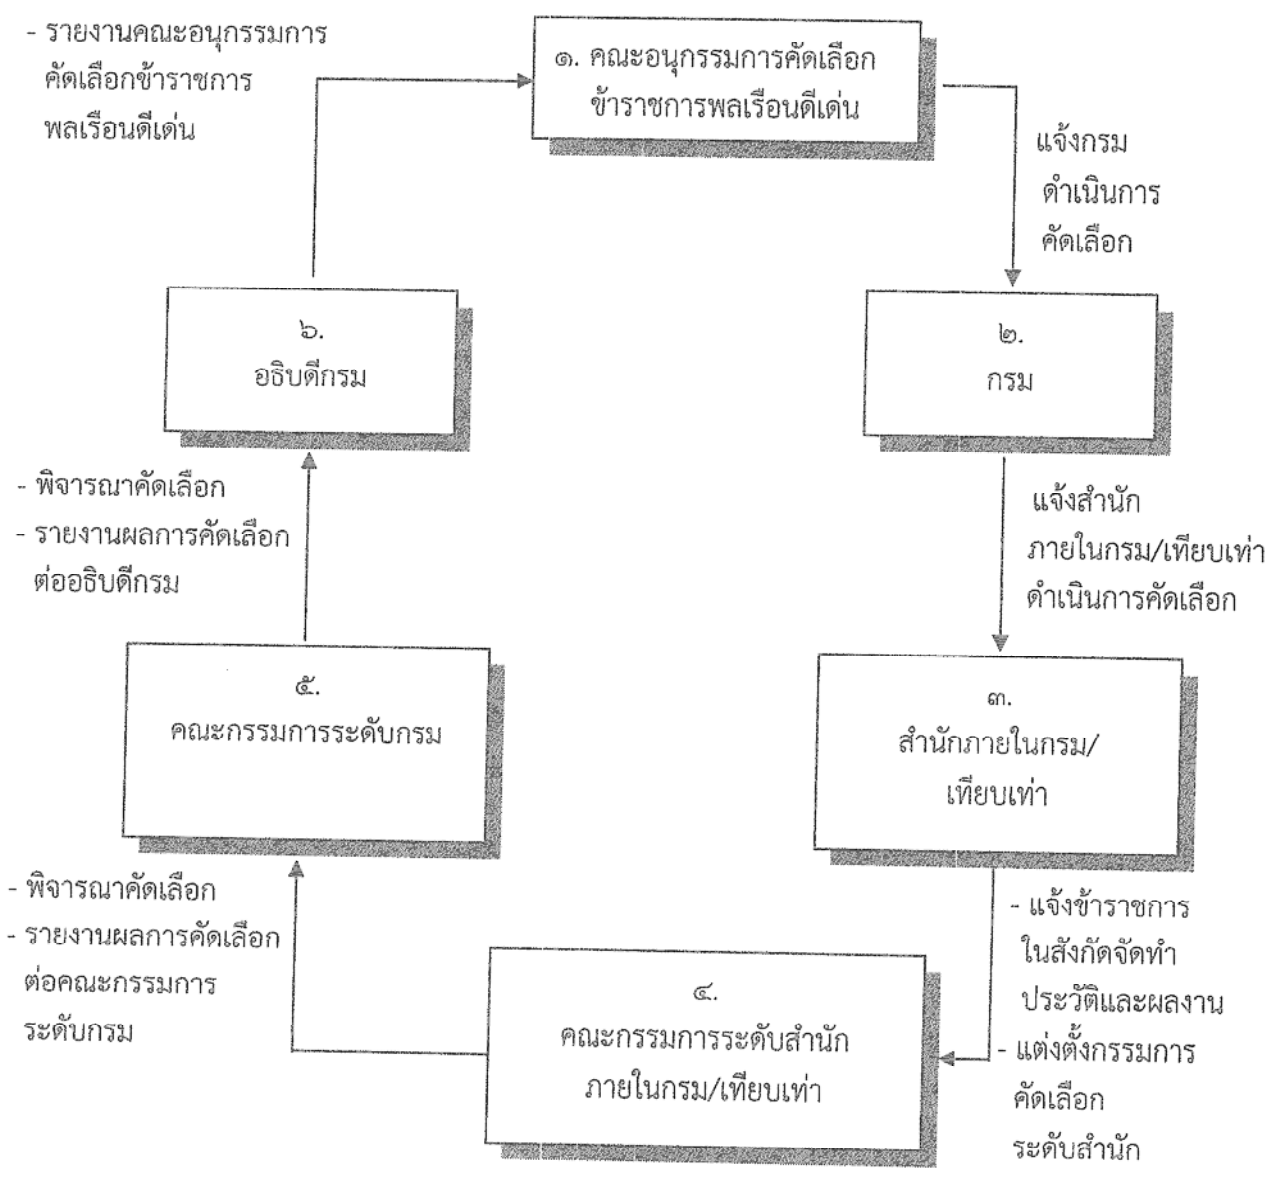 - รายงานคณะอนุกรรมการ
คัดเลือกข้าราชการ
พลเรือนดีเด่น
๑. คณะอนุกรรมการคัดเลือก
ข้าราชการพลเรือนดีเด่น
แจ้งกรม
ดำเนินการ
คัดเลือก
๒.
กรม
แจ้งสำนัก
ภายในกรม/เทียบเท่า
ดำเนินการคัดเลือก
๓.
สำนักภายในกรม/
เทียบเท่า
- แจ้งข้าราชการ
ในสังกัดจัดทำ
ประวัติและผลงาน
- แต่งตั้งกรรมการ
คัดเลือก
ระดับสำนัก
๔.
คณะกรรมการระดับสำนัก
ภายในกรม/เทียบเท่า
- พิจารณาคัดเลือก
- รายงานผลการคัดเลือก
ต่อคณะกรรมการ
ระดับกรม
๕.
คณะกรรมการระดับกรม
- พิจารณาคัดเลือก
- รายงานผลการคัดเลือก
ต่ออธิบดีกรม
๖.
อธิบดีกรม